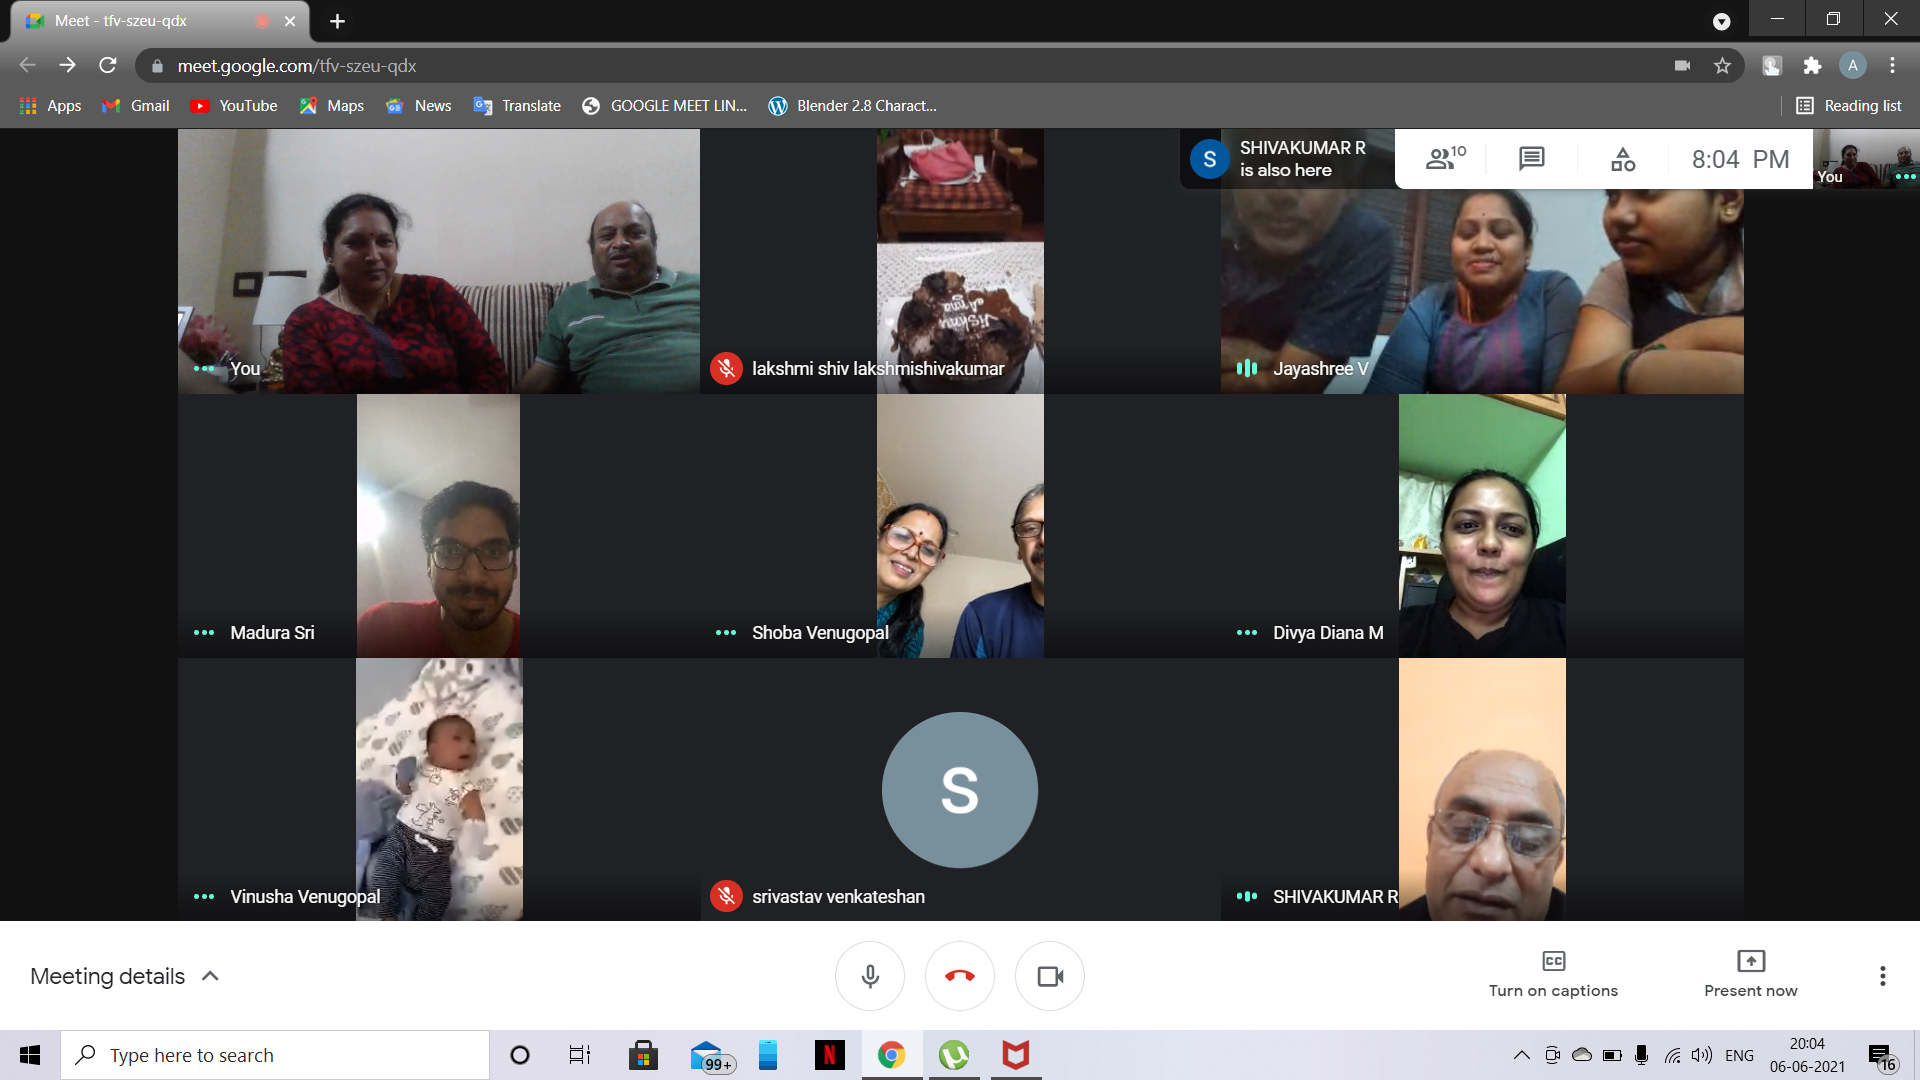 Meet - tfv-szeu-qdx
meet.google.com/tfv-szeu-qdx
A
Apps
Gmail
YouTube
Maps
News
Translate
GOOGLE MEET LIN...
Blender 2.8 Charact...
Reading list
S
SHIVAKUMAR R
is also here
10
8:04 PM
You
You
lakshmi shiv lakshmishivakumar
Jayashree V
Madura Sri
Shoba Venugopal
Divya Diana M
Vinusha Venugopal
S
srivastav venkateshan
SHIVAKUMAR R
Meeting details
CC
Turn on captions
Present now
Type here to search
99+
N
ENG
20:04
06-06-2021
16